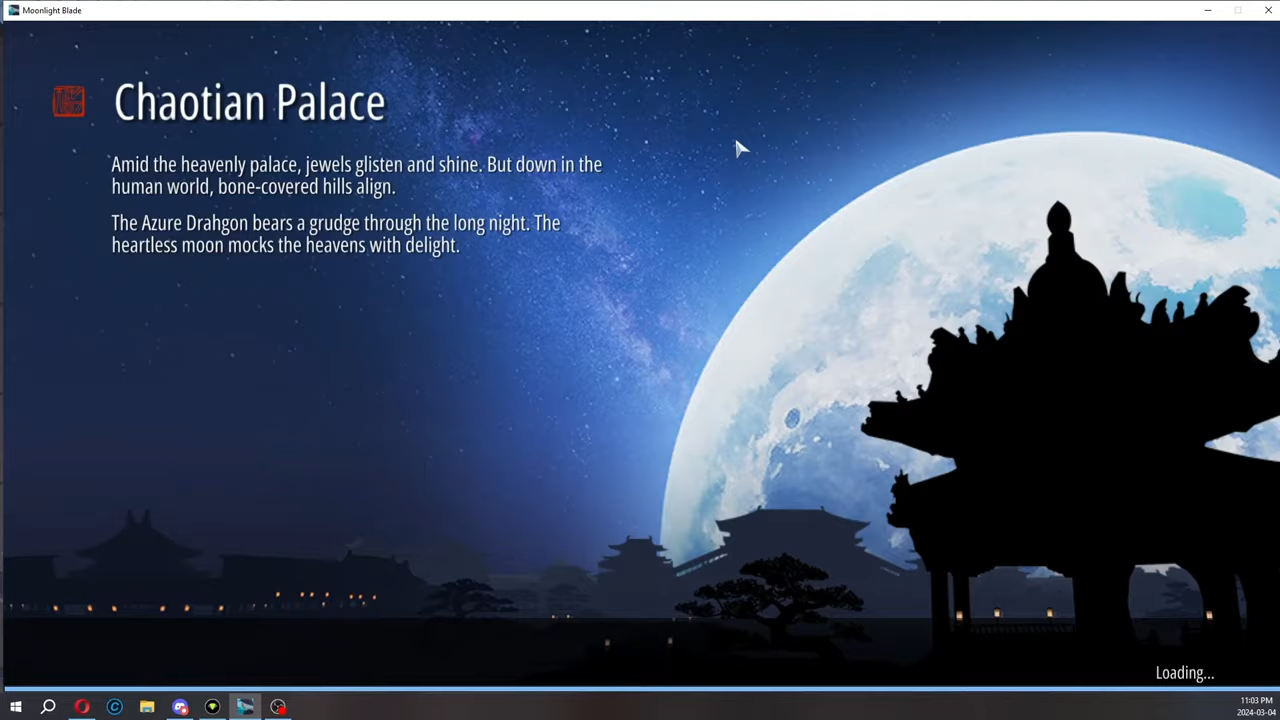 Moonlight Blade
Chaotian Palace
Amid the heavenly palace, jewels glisten and shine. But down in the
human world, bone-covered hills align.
The Azure Drahgon bears a grudge through the long night. The
heartless moon mocks the heavens with delight.
Loading...
11:03 PM
2024-03-04